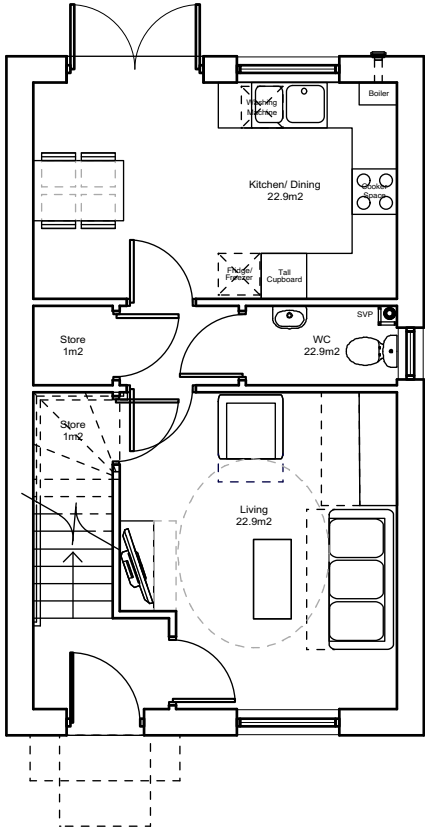 Boiler
Washing
Machine
Kitchen/ Dining
22.9m2
Cooker
Space
Fridge/
Freezer
Tall
Cupboard
SVP
Store
1m2
WC
22.9m2
Store
1m2
Living
22.9m2